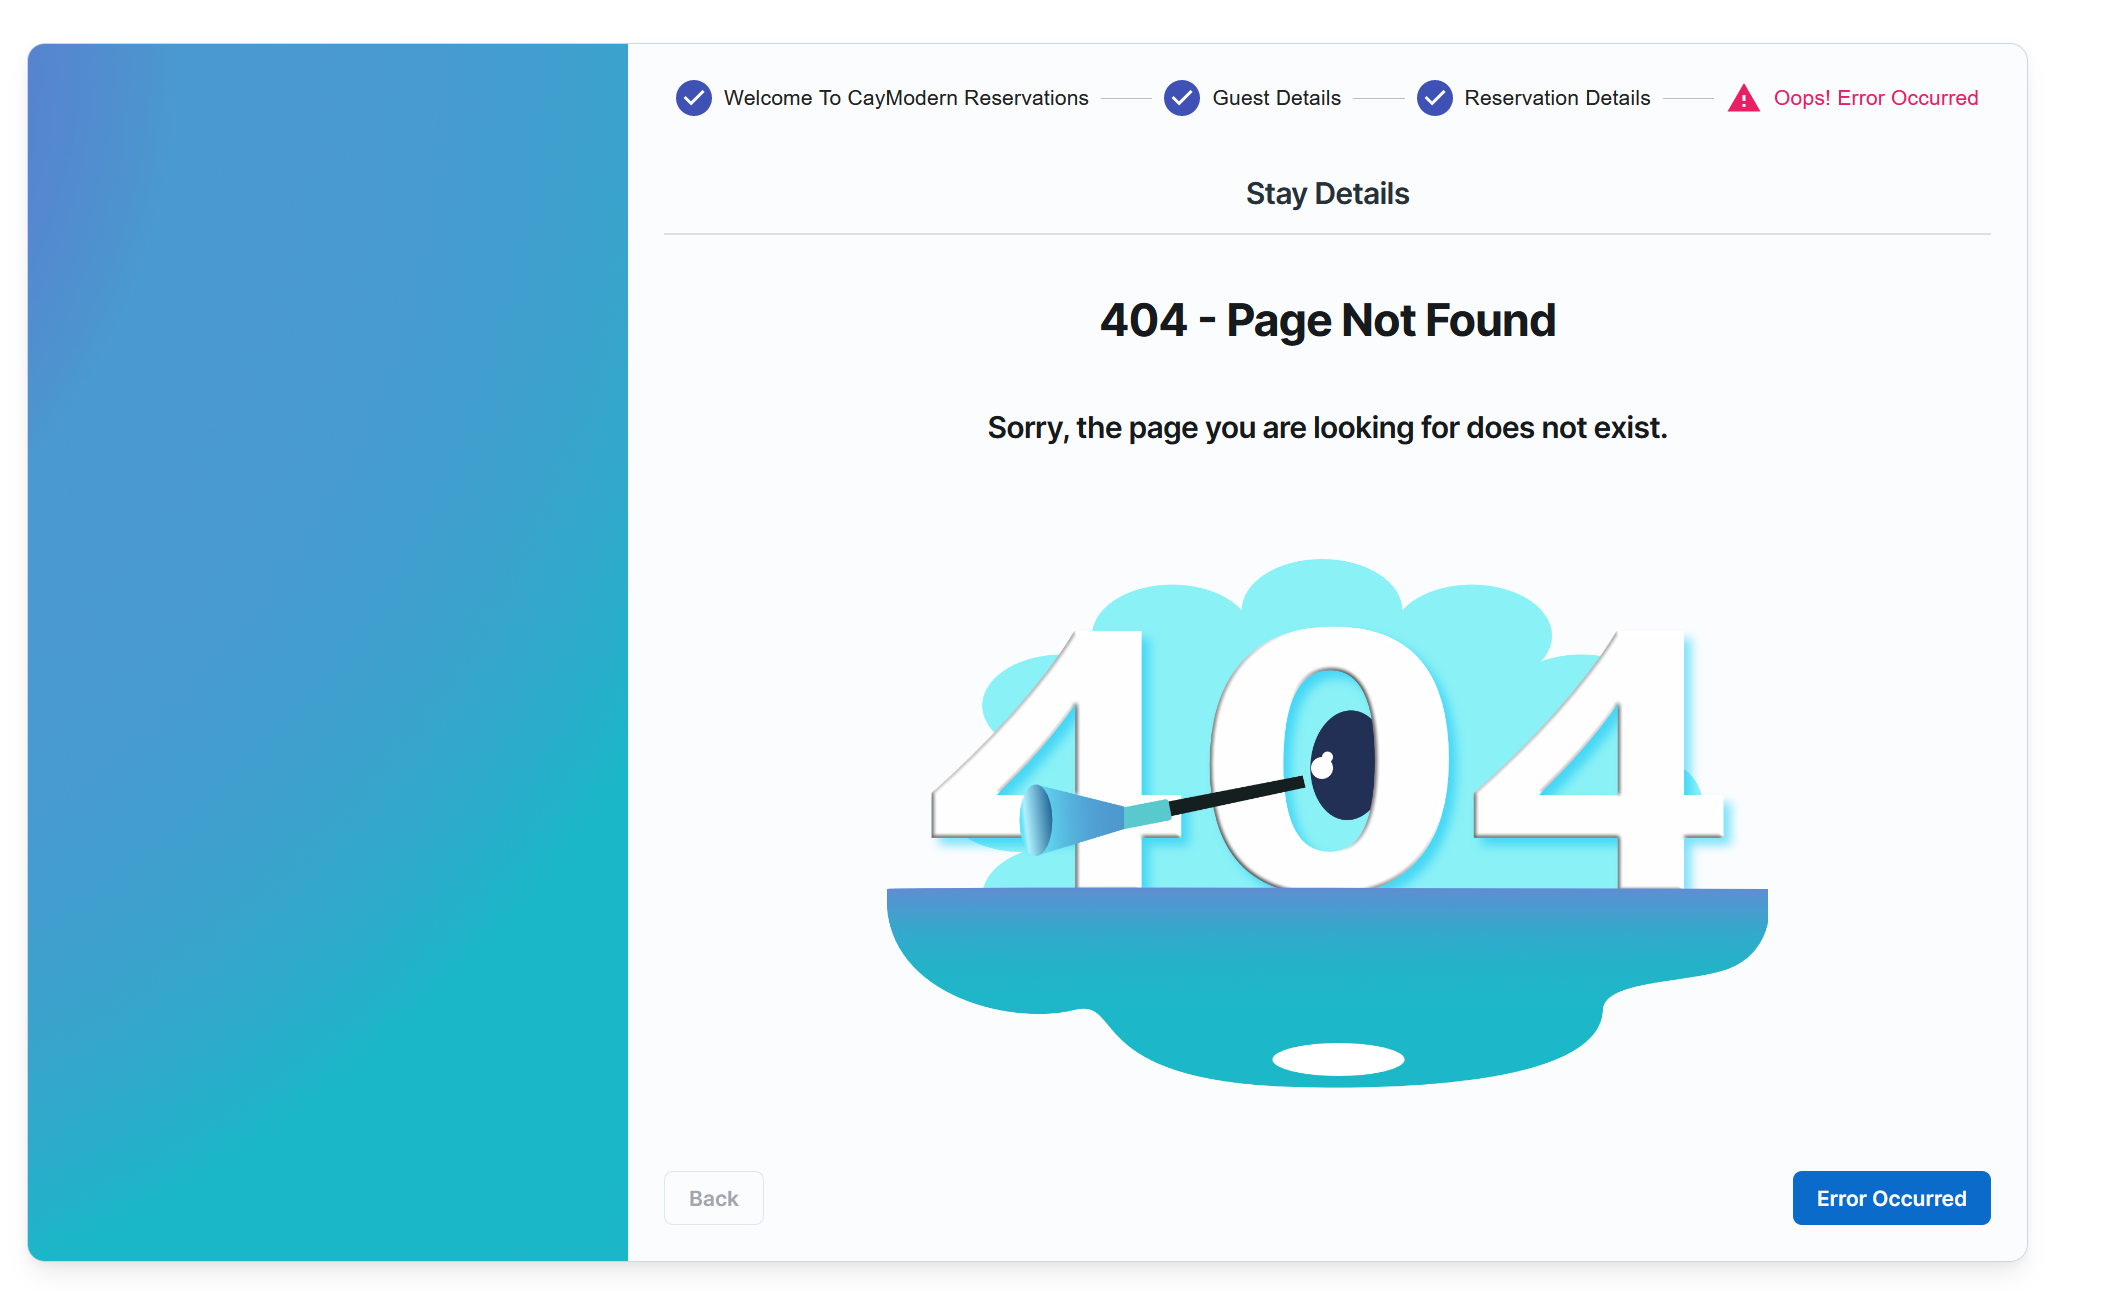 Welcome To CayModern Reservations
Guest Details
Reservation Details
Oops! Error Occurred
Stay Details
404 - Page Not Found
Sorry, the page you are looking for does not exist.
404
Back
Error Occurred